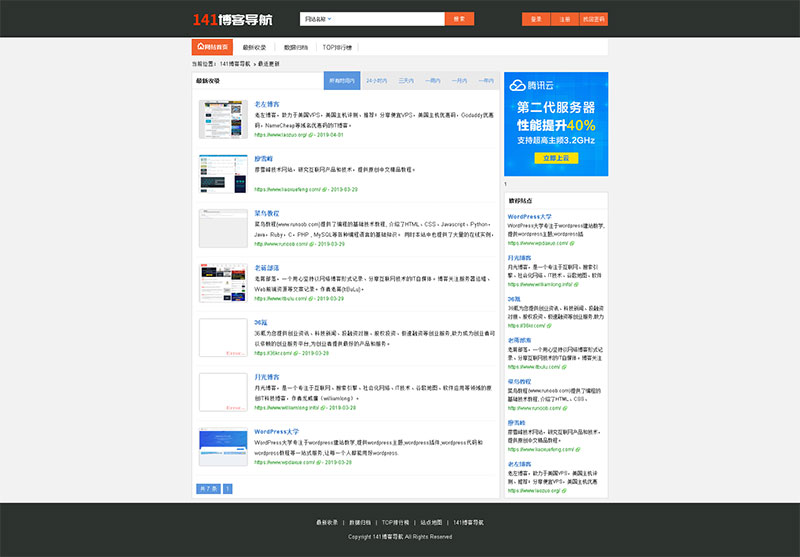 141博客导航
网站名称
搜 索
登录
注册
找回密码
网站首页
最新收录
数据归档
TOP排行榜
当前位置: 141博客导航 > 最近更新
最新收录
所有时间内
24小时内
三天内
一周内
一月内
一年内
老左博客
老左博客，致力于美国VPS、美国主机评测、推荐！分享便宜VPS、美国主机优惠码、Godaddy优惠
码、NameCheap等域名优惠码的IT博客。
https://www.laozuo.org/ - 2019-04-01
廖雪峰
廖雪峰技术网站，研究互联网产品和技术，提供原创中文精品教程。
https://www.liaoxuefeng.com/ - 2019-03-29
菜鸟教程
菜鸟教程(www.runoob.com)提供了编程的基础技术教程, 介绍了HTML、CSS、Javascript、Python、
Java、Ruby、C、PHP , MySQL等各种编程语言的基础知识。 同时本站中也提供了大量的在线实例，
http://www.runoob.com/ - 2019-03-29
老蒋部落
老蒋部落，一个用心坚持以网络博客形式记录、分享互联网技术的IT自媒体。博客关注服务器运维、
Web前端资源等文章记录。作者老蒋(ItBuLu)。
https://www.itbulu.com/ - 2019-03-29
36氪
36氪为您提供创业资讯、科技新闻、投融资对接、股权投资、极速融资等创业服务,致力成为创业者可
以依赖的创业服务平台,为创业者提供最好的产品和服务。
https://36kr.com/ - 2019-03-28
Error...
月光博客
月光博客，是一个专注于互联网、搜索引擎、社会化网络、IT技术、谷歌地图、软件应用等领域的原
创IT科技博客，作者龙威廉（williamlong）。
https://www.williamlong.info/ - 2019-03-28
Error...
WordPress大学
WordPress大学专注于wordpress建站教学,提供wordpress主题,wordpress插件,wordpress代码和
wordpress教程等一站式服务,让每一个人都能用好wordpress.
https://www.wpdaxue.com/ - 2019-03-28
共 7 条
1
腾讯云
第二代服务器
性能提升40%
支持超高主频3.2GHz
立即上云
1
推荐站点
WordPress大学
WordPress大学专注于wordpress建站教学,
提供wordpress主题,wordpress插
https://www.wpdaxue.com/
月光博客
月光博客，是一个专注于互联网、搜索引
擎、社会化网络、IT技术、谷歌地图、软件
https://www.williamlong.info/
36氪
36氪为您提供创业资讯、科技新闻、投融资
对接、股权投资、极速融资等创业服务,致力
https://36kr.com/
老蒋部落
老蒋部落，一个用心坚持以网络博客形式记
录、分享互联网技术的IT自媒体。博客关注
https://www.itbulu.com/
菜鸟教程
菜鸟教程(www.runoob.com)提供了编程的
基础技术教程, 介绍了HTML、CSS、
http://www.runoob.com/
廖雪峰
廖雪峰技术网站，研究互联网产品和技术，
提供原创中文精品教程。
https://www.liaoxuefeng.com/
老左博客
老左博客，致力于美国VPS、美国主机评
测、推荐！分享便宜VPS、美国主机优惠
https://www.laozuo.org/
最新收录 | 数据归档 | TOP排行榜 | 站点地图 | 141博客导航
Copyright 141博客导航 All Rights Reserved